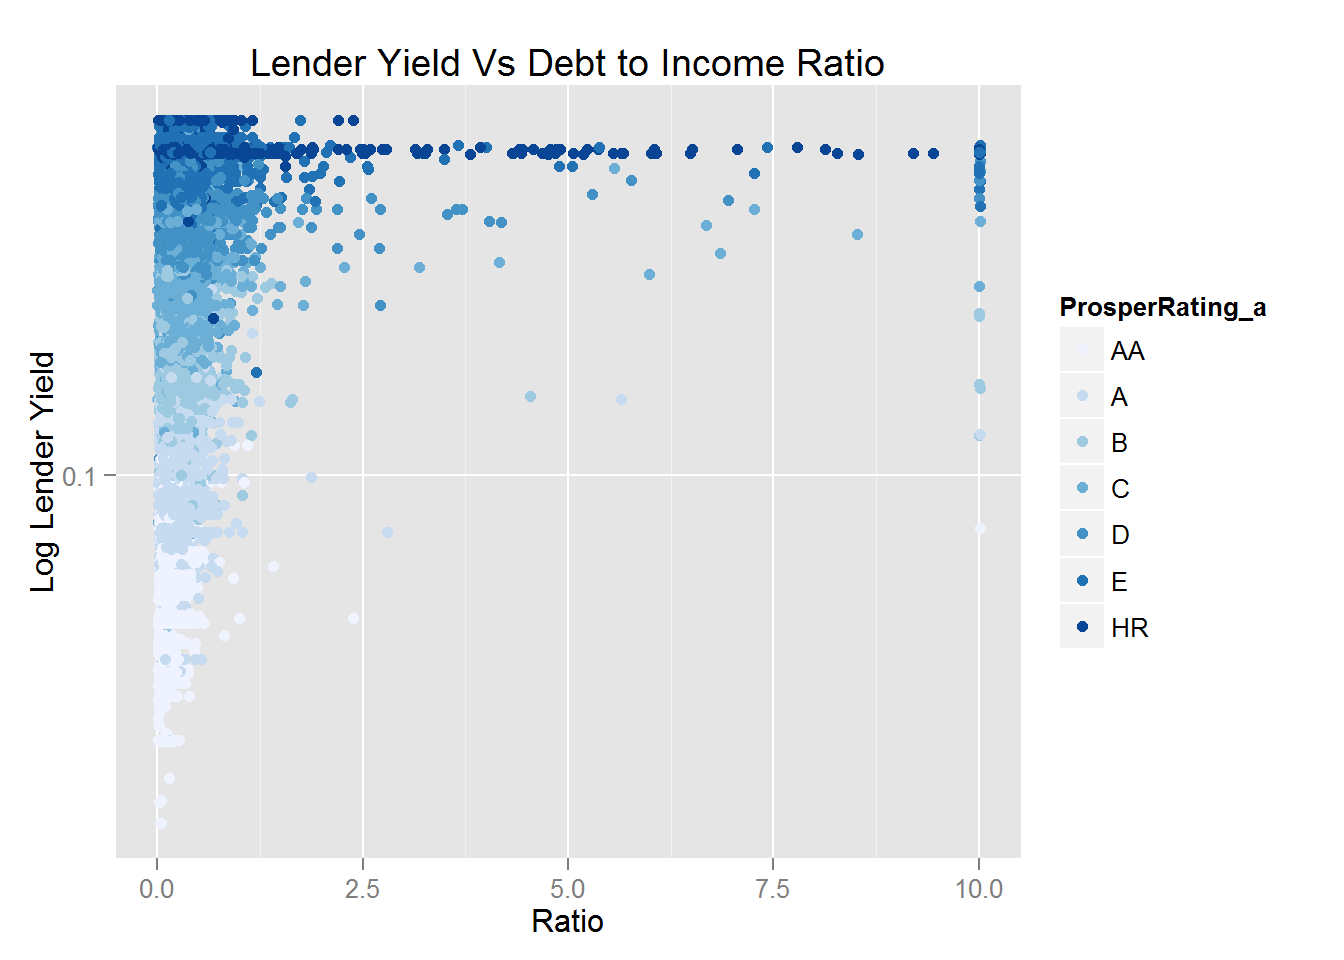 Lender Yield Vs Debt to Income Ratio
Log Lender Yield
0.1
0.0 2.5 5.0 7.5 10.0
Ratio
ProsperRating_a
AA
A
B
C
D
E
HR